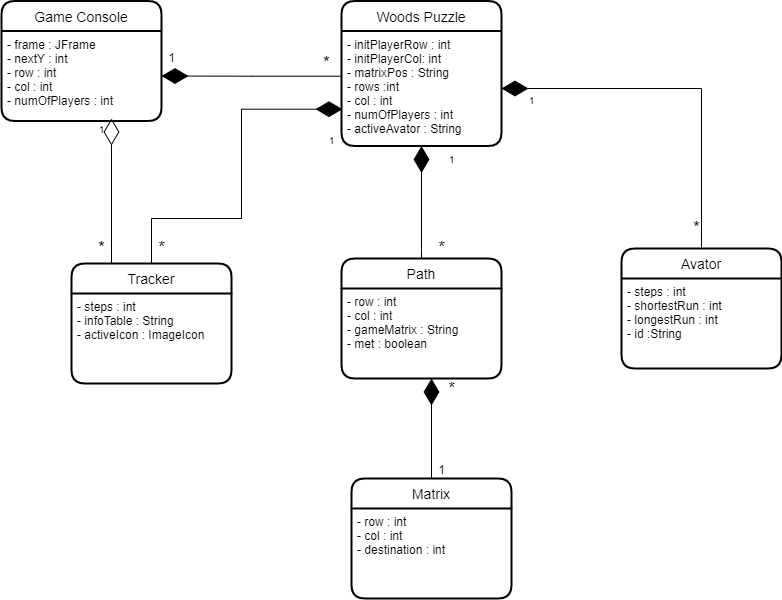 Game Console
- frame : JFrame
- nextY : int
- row : int
- col : int
- numOfPlayers : int
1
*
Woods Puzzle
- initPlayerRow : int
- initPlayerCol: int
- matrixPos : String
- rows :int
- col : int
- numOfPlayers : int
- activeAvator : String
1
1
1
1
*
*
*
*
Tracker
- steps : int
- infoTable : String
- activeIcon : ImageIcon
Path
- row : int
- col : int
- gameMatrix : String
- met : boolean
Avator
- steps : int
- shortestRun : int
- longestRun : int
- id :String
*
1
Matrix
- row : int
- col : int
- destination : int